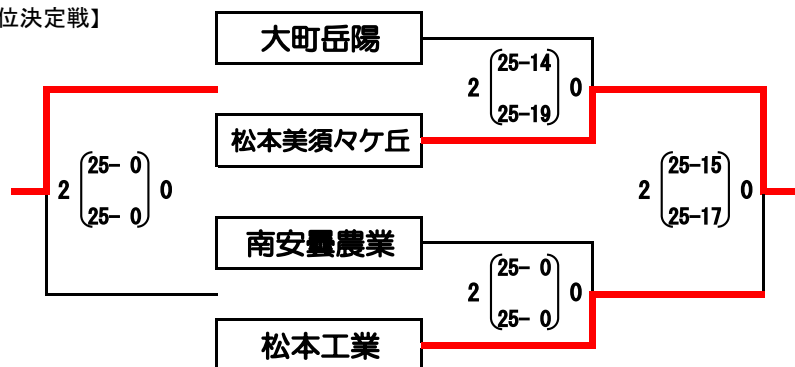 位決定戦】
大町岳陽
2 25-14 0
25-19
松本美須々ケ丘
2 25- 0 0
25- 0
2 25-15 0
25-17
南安曇農業
2 25- 0 0
25- 0
松本工業